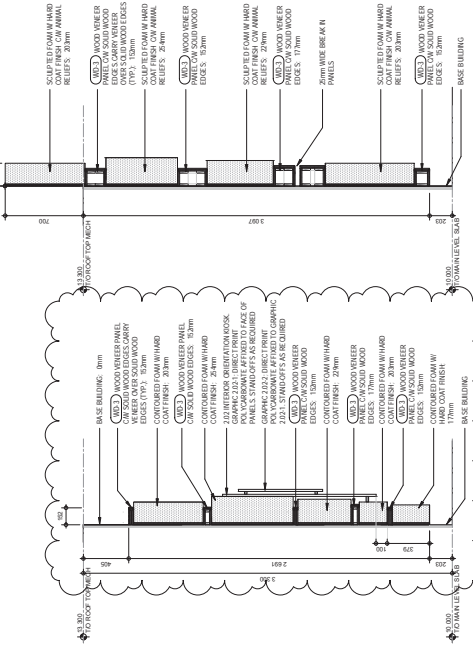 SCULPTED FOAM W/ HARD
COAT FINISH C/W ANIMAL
RELIEFS: 203mm
WD-3 WOOD VENEER
PANEL C/W SOLID WOOD
EDGES CARRY VENEER
OVER SOLID WOOD EDGES
(TYP.): 152mm
SCULPTED FOAM W/ HARD
COAT FINISH C/W ANIMAL
RELIEFS: 254mm
WD-3 WOOD VENEER
PANEL C/W SOLID WOOD
EDGES: 152mm
SCULPTED FOAM W/ HARD
COAT FINISH C/W ANIMAL
RELIEFS: 229mm
WD-3 WOOD VENEER
PANEL C/W SOLID WOOD
EDGES: 177mm
25mm WIDE BREAK IN
PANELS
SCULPTED FOAM W/ HARD
COAT FINISH C/W ANIMAL
RELIEFS: 203mm
WD-3 WOOD VENEER
PANEL C/W SOLID WOOD
EDGES: 152mm
BASE BUILDING
700
3 097
203
13 300
T/O ROOF TOP MECH
10 000
T/O MAIN LEVEL SLAB
BASE BUILDING: 0mm
WD-3 WOOD VENEER PANEL
C/W SOLID WOOD EDGES CARRY
VENEER OVER SOLID WOOD
EDGES (TYP.): 152mm
CONTOURED FOAM W/ HARD
COAT FINISH: 203mm
WD-3 WOOD VENEER PANEL
C/W SOLID WOOD EDGES: 152mm
CONTOURED FOAM W/ HARD
COAT FINISH: 254mm
2.0.2 INTERIOR ORIENTATION KIOSK
GRAPHIC 2.0.2-1: DIRECT PRINT
POLYCARBONATE AFFIXED TO FACE OF
PANELS. STAND-OFFS AS REQUIRED
GRAPHIC 2.0.2-2: DIRECT PRINT
POLYCARBONATE AFFIXED TO GRAPHIC
2.0.2-1. STAND-OFFS AS REQUIRED
WD-3 WOOD VENEER
PANEL C/W SOLID WOOD
EDGES: 152mm
CONTOURED FOAM W/ HARD
COAT FINISH: 229mm
WD-3 WOOD VENEER
PANEL C/W SOLID WOOD
EDGES: 177mm
CONTOURED FOAM W/ HARD
COAT FINISH: 203mm
WD-3 WOOD VENEER
PANEL C/W SOLID WOOD
EDGES: 152mm
CONTOURED FOAM W/
HARD COAT FINISH:
177mm
BASE BUILDING
152
405
2 691
3 300
100
379
203
13 300
T/O ROOF TOP MECH
10 000
T/O MAIN LEVEL SLAB